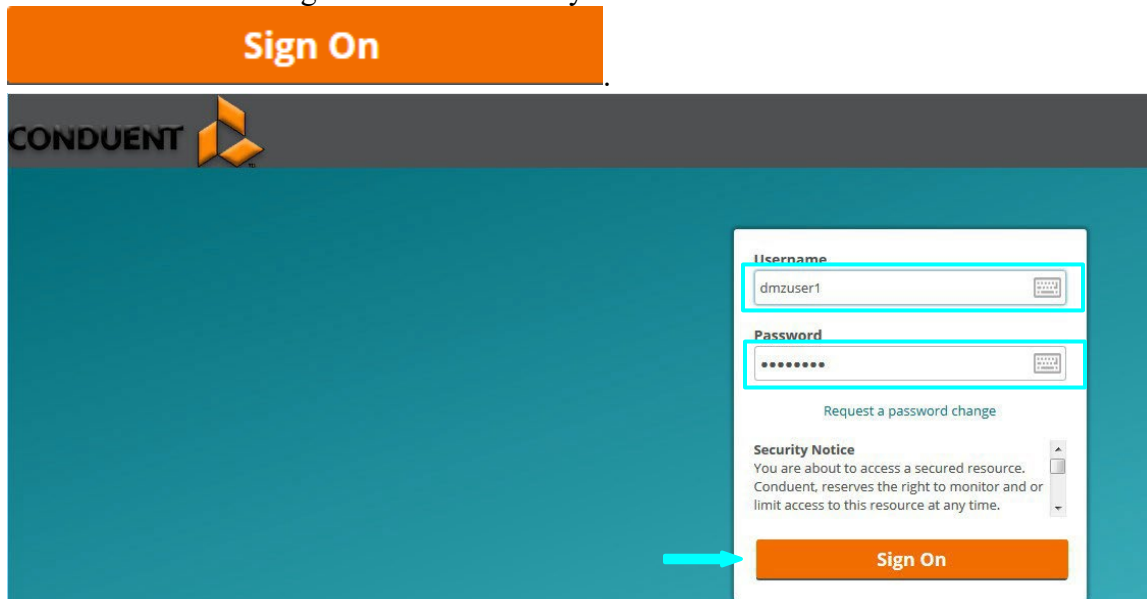 Sign On
.
CONDUENT
Username
dmzuser1
Password
Request a password change
Security Notice
You are about to access a secured resource.
Conduent, reserves the right to monitor and or
limit access to this resource at any time.
Sign On